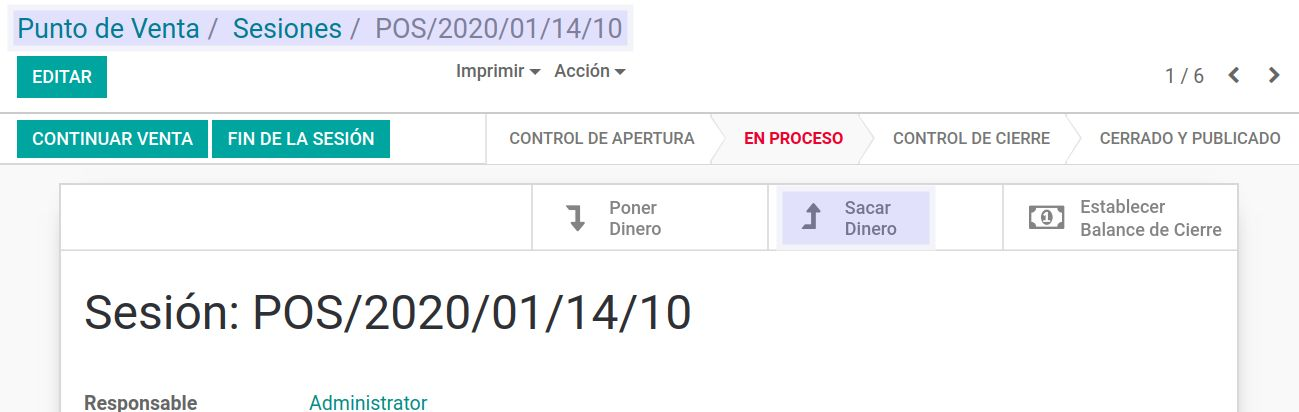 Punto de Venta / Sesiones / POS/2020/01/14/10
EDITAR
Imprimir Acción
1 / 6
CONTINUAR VENTA FIN DE LA SESIÓN CONTROL DE APERTURA EN PROCESO CONTROL DE CIERRE CERRADO Y PUBLICADO
Poner
Dinero
Sacar
Dinero
Establecer
Balance de Cierre
Sesión: POS/2020/01/14/10
Responsable Administrator